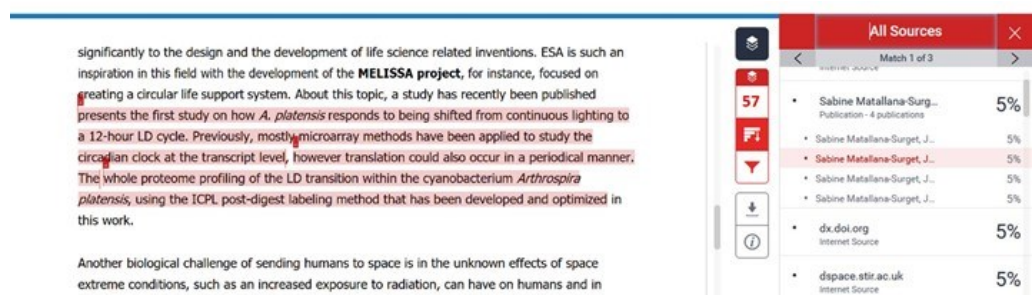 significantly to the design and the development of life science related inventions. ESA is such an
inspiration in this field with the development of the MELISSA project, for instance, focused on
creating a circular life support system. About this topic, a study has recently been published
presents the first study on how A. platensis responds to being shifted from continuous lighting to
a 12-hour LD cycle. Previously, mostly microarray methods have been applied to study the
circadian clock at the transcript level, however translation could also occur in a periodical manner.
The whole proteome profiling of the LD transition within the cyanobacterium Arthrospira
platensis, using the ICPL post-digest labeling method that has been developed and optimized in
this work.
Another biological challenge of sending humans to space is in the unknown effects of space
extreme conditions, such as an increased exposure to radiation, can have on humans and in
57
All Sources
Match 1 of 3
Internet Source
Sabine Matallana-Surg... 5%
Publication - 4 publications
Sabine Matallana-Surget, J... 5%
Sabine Matallana-Surget, J... 5%
Sabine Matallana-Surget, J... 5%
Sabine Matallana-Surget, J... 5%
dx.doi.org 5%
Internet Source
dspace.stir.ac.uk 5%
Internet Source